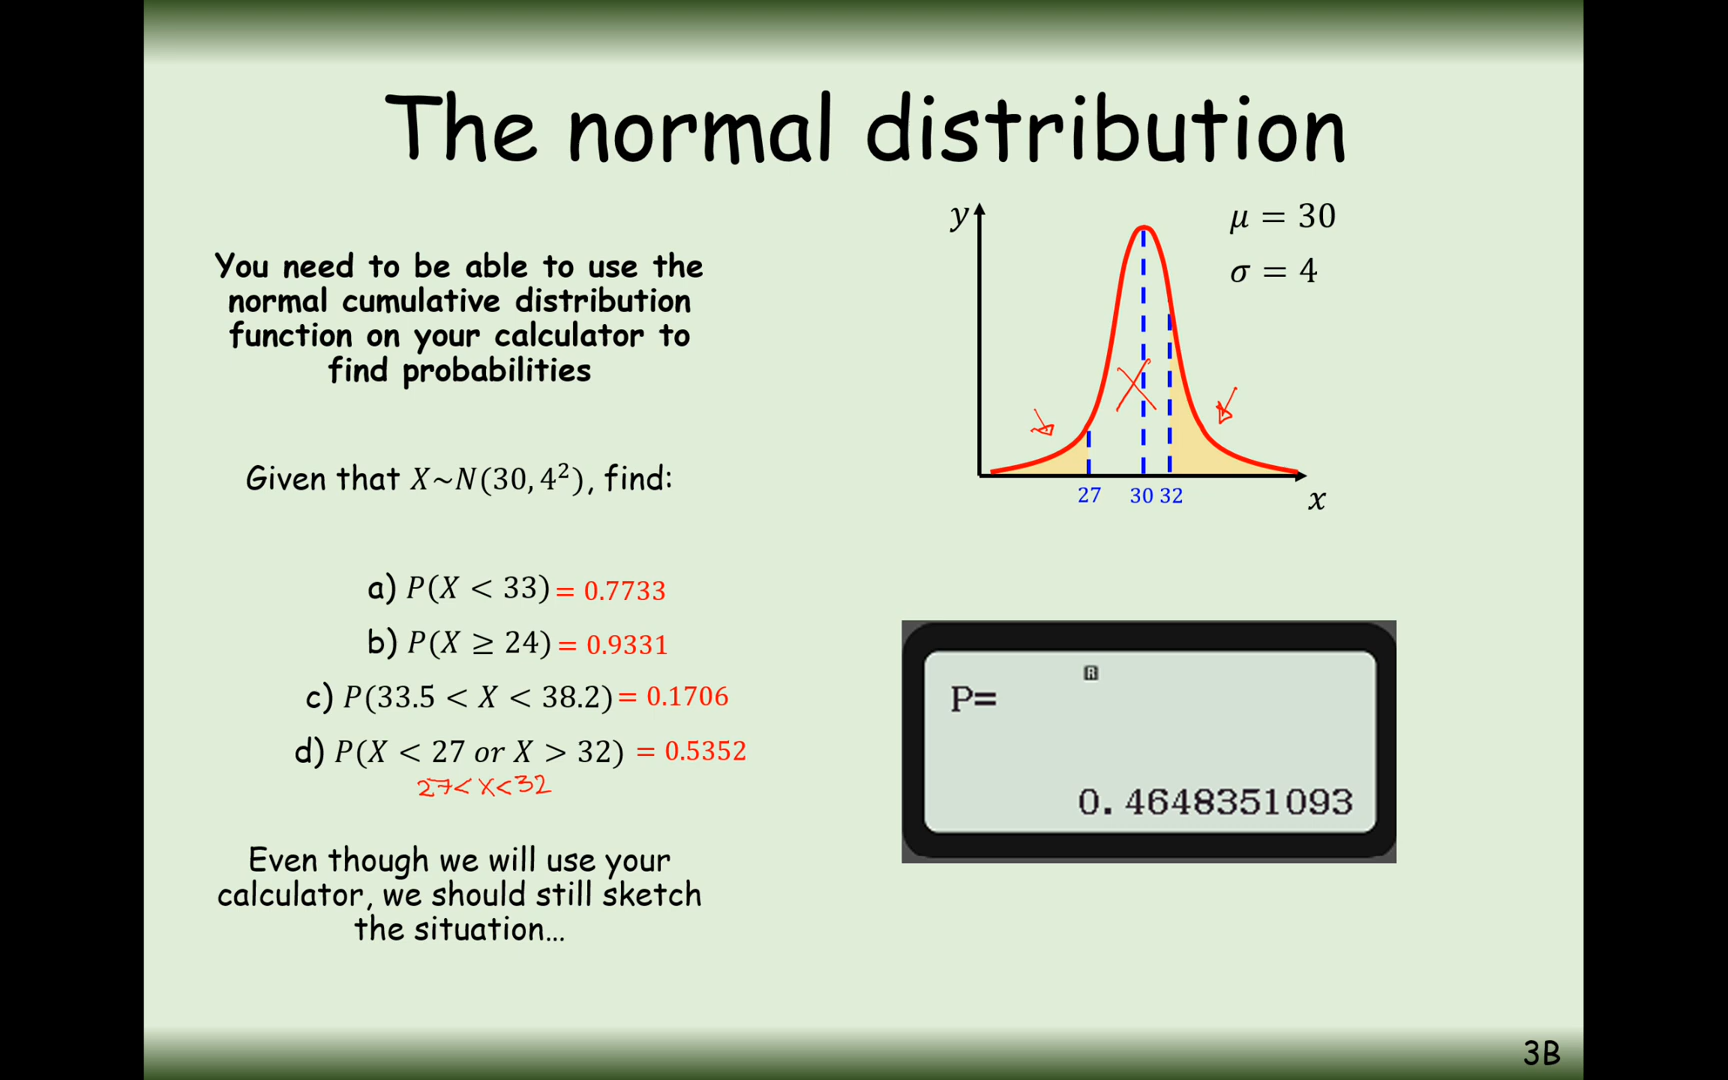 The normal distribution
You need to be able to use the
normal cumulative distribution
function on your calculator to
find probabilities
Given that X~N(30, 4²), find:
a) P(X < 33) = 0.7733
b) P(X ≥ 24) = 0.9331
c) P(33.5 < X < 38.2) = 0.1706
d) P(X < 27 or X > 32) = 0.5352
27 < X < 32
Even though we will use your
calculator, we should still sketch
the situation...
y
μ = 30
σ = 4
27 30 32
x
R
P=
0.4648351093
3B